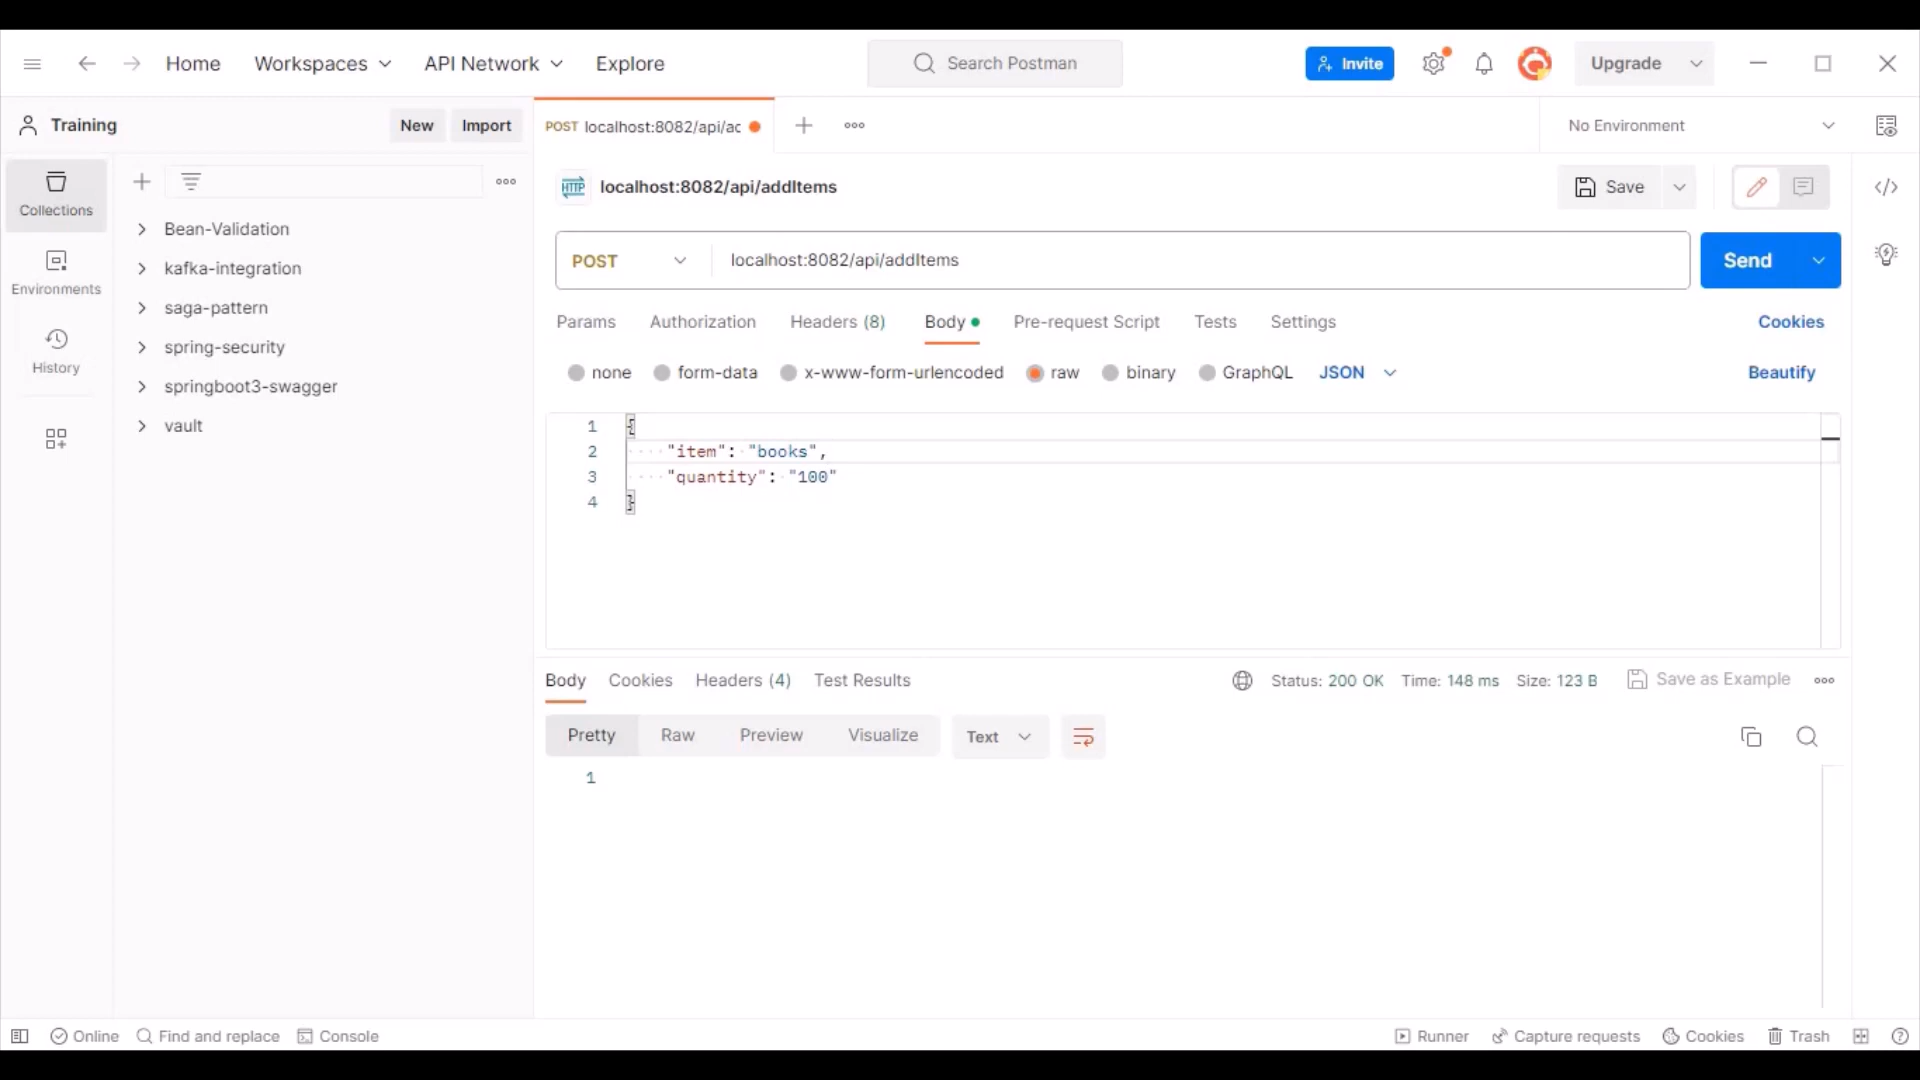 Home Workspaces API Network Explore Search Postman Invite Upgrade
Training New Import POST localhost:8082/api/ac No Environment
HTTP localhost:8082/api/addItems Save
Collections
Bean-Validation
kafka-integration
Environments
saga-pattern
spring-security
History
springboot3-swagger
vault
POST localhost:8082/api/addItems Send
Params Authorization Headers (8) Body Pre-request Script Tests Settings Cookies
none form-data x-www-form-urlencoded raw binary GraphQL JSON Beautify
1 {
2 "item": "books",
3 "quantity": "100"
4 }
Body Cookies Headers (4) Test Results Status: 200 OK Time: 148 ms Size: 123 B Save as Example
Pretty Raw Preview Visualize Text
1
Online Find and replace Console Runner Capture requests Cookies Trash